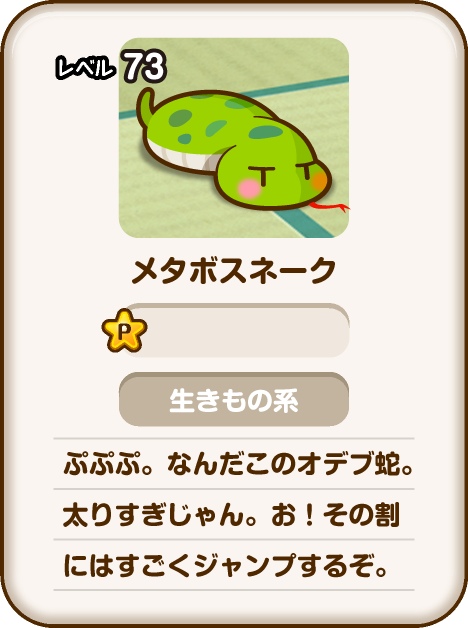 レベル 73
メタボスネーク
P
生きもの系
ぷぷぷ。なんだこのオデブ蛇。
太りすぎじゃん。お！その割
にはすごくジャンプするぞ。